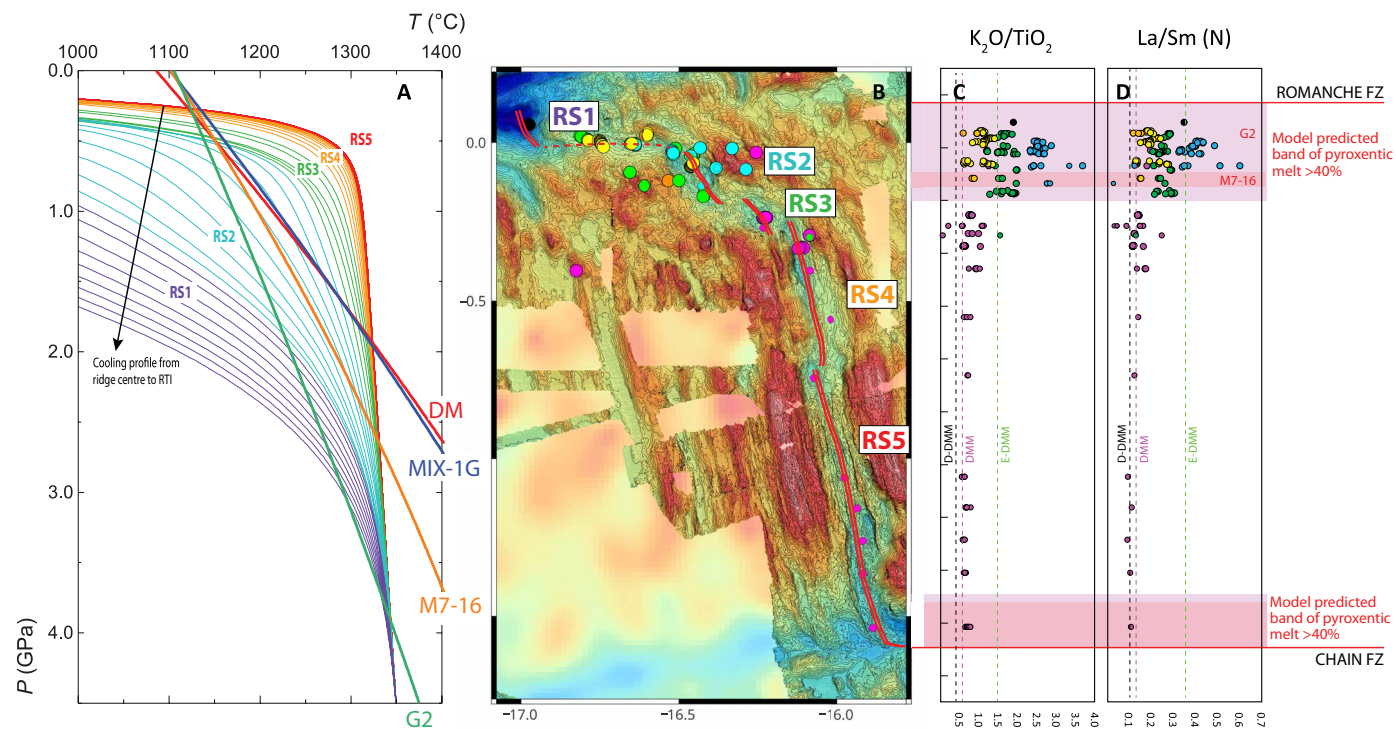 T (°C)
1000
1100
1200
1300
1400
0.0
1.0
2.0
3.0
4.0
P (GPa)
A
RS5
RS4
RS3
RS2
RS1
Cooling profile from
ridge centre to RTI
DM
MIX-1G
M7-16
G2
B
RS1
RS2
RS3
RS4
RS5
0.0
−0.5
−17.0
−16.5
−16.0
K2O/TiO2
La/Sm (N)
C
D
D-DMM
DMM
E-DMM
D-DMM
DMM
E-DMM
0.5
1.0
1.5
2.0
2.5
3.0
3.5
4.0
0.1
0.2
0.3
0.4
0.5
0.6
0.7
ROMANCHE FZ
G2
M7-16
Model predicted
band of pyroxentic
melt >40%
Model predicted
band of pyroxentic
melt >40%
CHAIN FZ